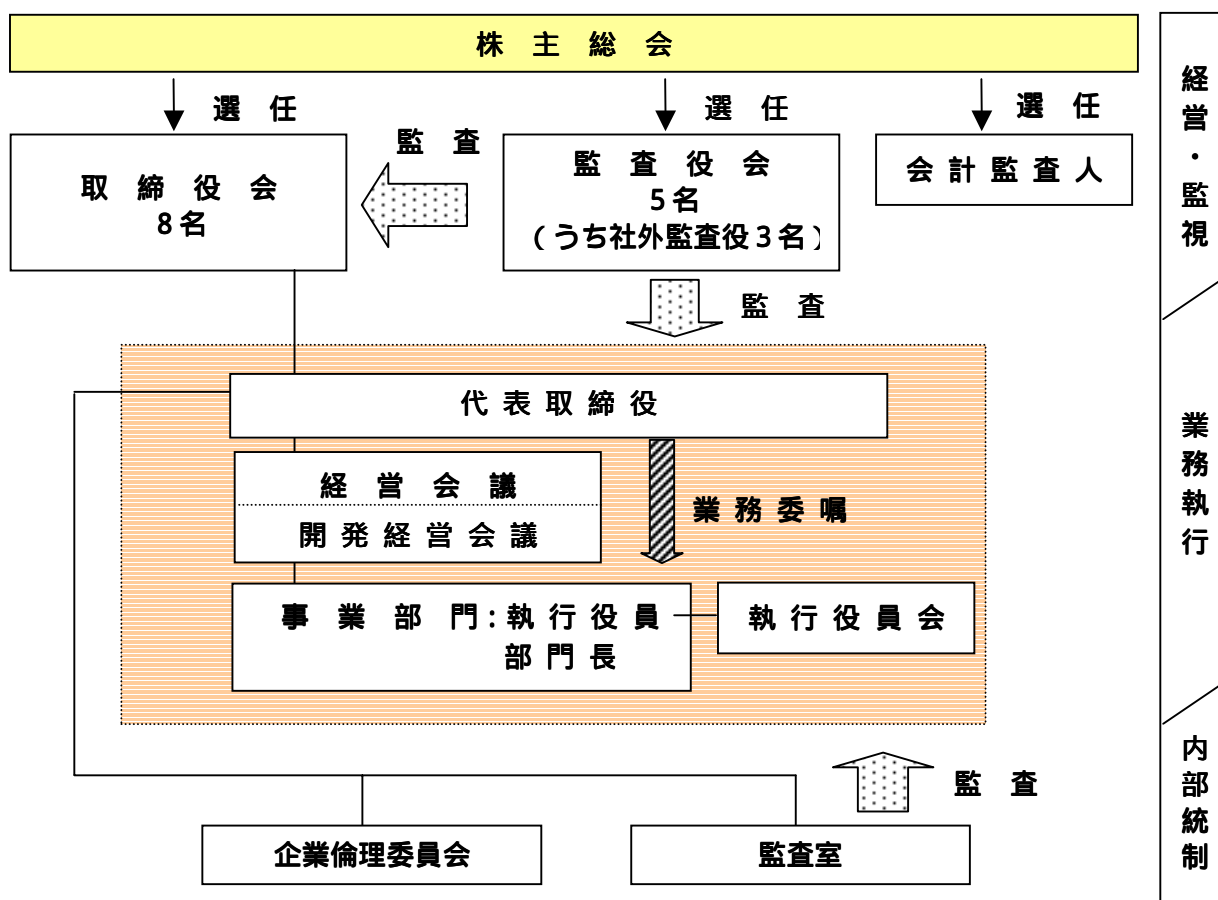 株主総会
選任
選任
選任
監査
取締役会
8名
監査役会
5名
(うち社外監査役3名)
会計監査人
監査
代表取締役
経営会議
開発経営会議
業務委嘱
事業部門:執行役員
部門長
執行役員会
監査
企業倫理委員会
監査室
経営・監視
業務執行
内部統制